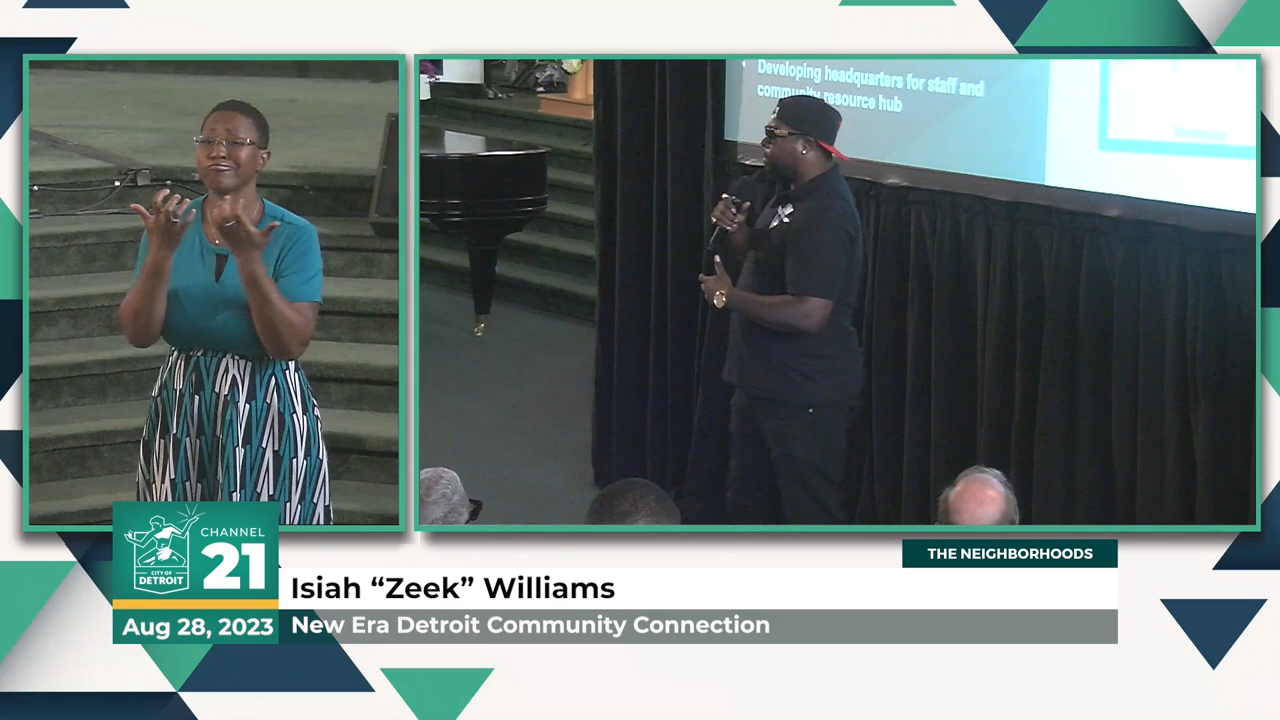 • Developing headquarters for staff and
community resource hub
CHANNEL
21
CITY OF
DETROIT
THE NEIGHBORHOODS
Isiah “Zeek” Williams
Aug 28, 2023
New Era Detroit Community Connection